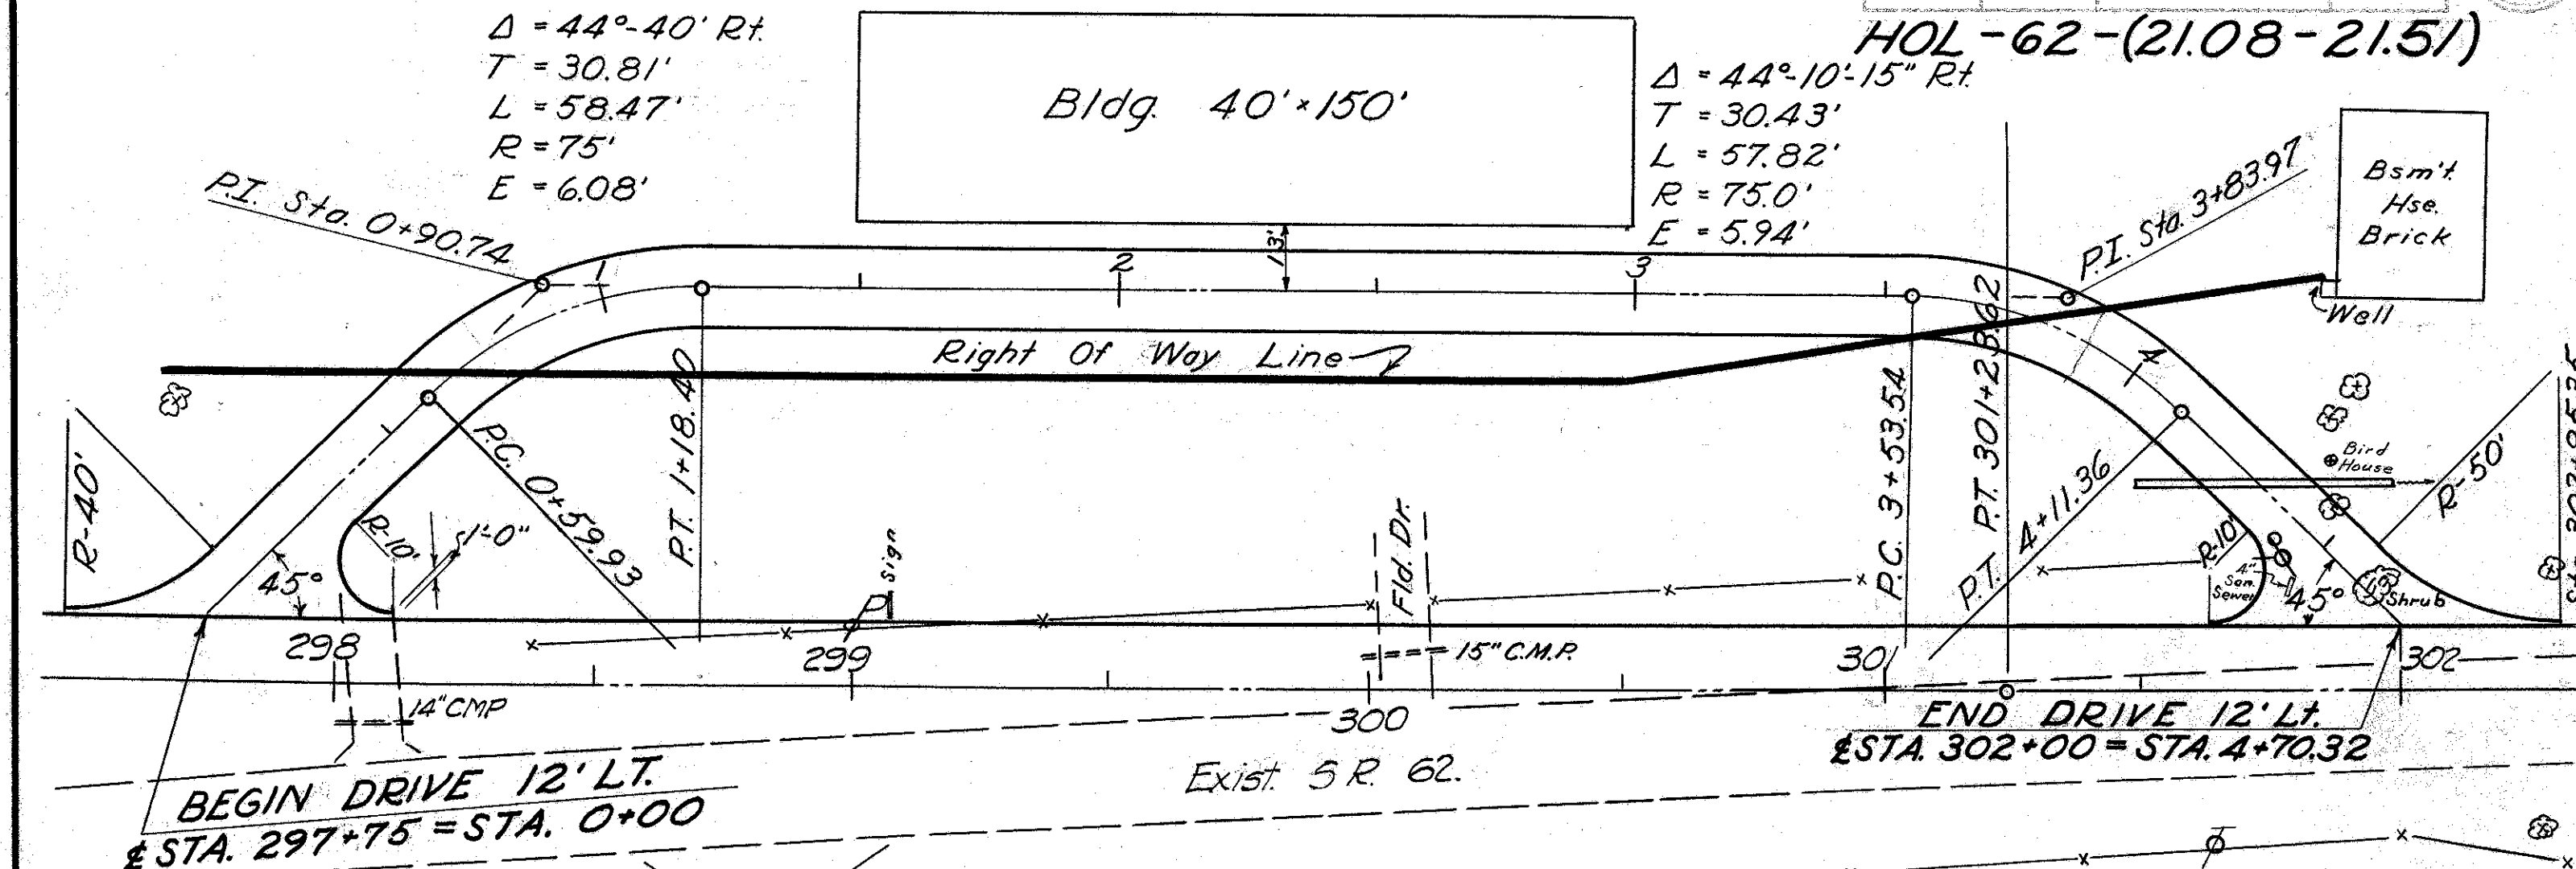 HOL-62-(21.08-21.51)
Δ = 44°-40' Rt.
T = 30.81'
L = 58.47'
R = 75'
E = 6.08'
Bldg. 40'×150'
Δ = 44°-10'-15" Rt.
T = 30.43'
L = 57.82'
R = 75.0'
E = 5.94'
Bsm't.
Hse.
Brick
Well
P.I. Sta. 0+90.74
P.I. Sta. 3+83.97
1
2
3
4
13'
Right Of Way Line
R-40'
P.C. 0+59.93
P.T. 1+18.40
P.C. 3+53.54
P.T. 301+23.62
P.T. 4+11.36
Bird
House
R-50'
R-10'
1'-0"
45°
sign
Fld. Dr.
R-10'
4"
San.
Sewer
45°
Shrub
298
299
15" C.M.P.
301
302
14" CMP
300
BEGIN DRIVE 12' LT.
℄ STA. 297+75 = STA. 0+00
Exist. S.R. 62.
END DRIVE 12' Lt.
℄ STA. 302+00 = STA. 4+70.32